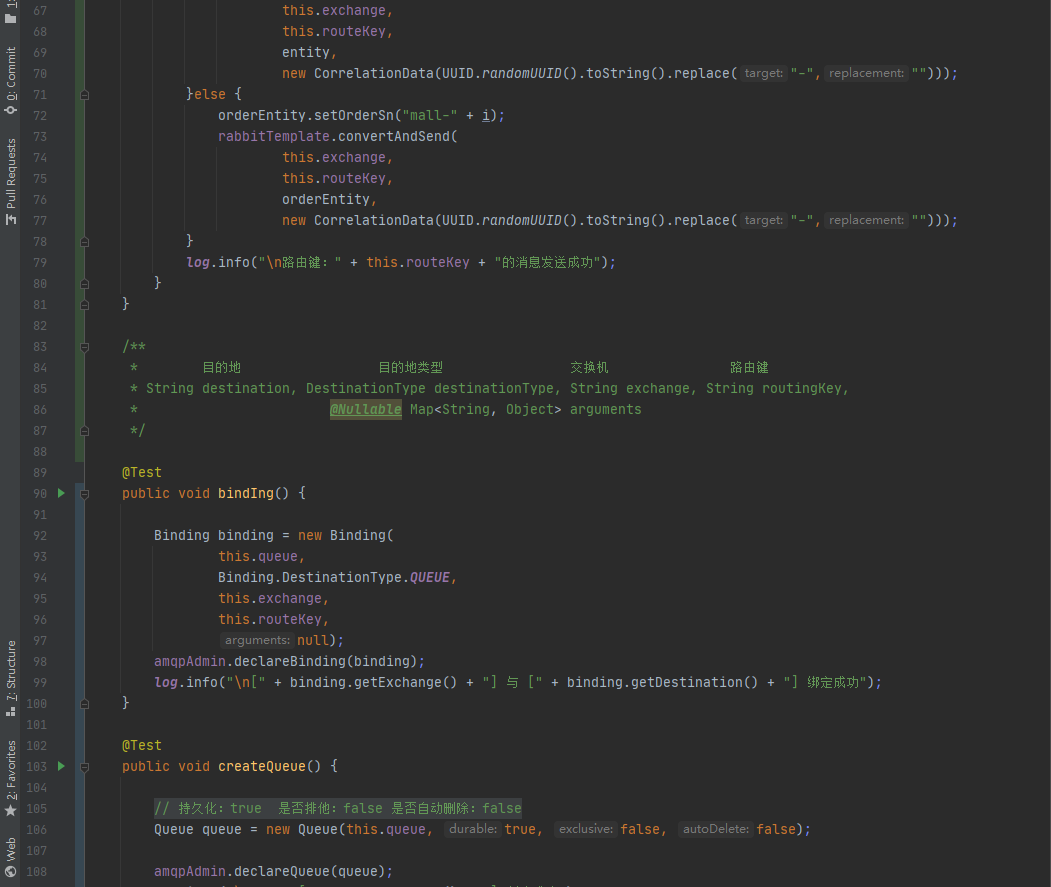 67 this.exchange,
68 this.routeKey,
69 entity,
70 new CorrelationData(UUID.randomUUID().toString().replace( target: "-", replacement: "")));
71 }else {
72 orderEntity.setOrderSn("mall-" + i);
73 rabbitTemplate.convertAndSend(
74 this.exchange,
75 this.routeKey,
76 orderEntity,
77 new CorrelationData(UUID.randomUUID().toString().replace( target: "-", replacement: "")));
78 }
79 log.info("\n路由键：" + this.routeKey + "的消息发送成功");
80 }
81 }
82
83 /**
84 * 目的地 目的地类型 交换机 路由键
85 * String destination, DestinationType destinationType, String exchange, String routingKey,
86 * @Nullable Map<String, Object> arguments
87 */
88
89 @Test
90 public void bindIng() {
91
92 Binding binding = new Binding(
93 this.queue,
94 Binding.DestinationType.QUEUE,
95 this.exchange,
96 this.routeKey,
97 arguments: null);
98 amqpAdmin.declareBinding(binding);
99 log.info("\n[" + binding.getExchange() + "] 与 [" + binding.getDestination() + "] 绑定成功");
100 }
101
102 @Test
103 public void createQueue() {
104
105 // 持久化：true 是否排他：false 是否自动删除：false
106 Queue queue = new Queue(this.queue, durable: true, exclusive: false, autoDelete: false);
107
108 amqpAdmin.declareQueue(queue);
0: Commit
Pull Requests
7: Structure
2: Favorites
Web